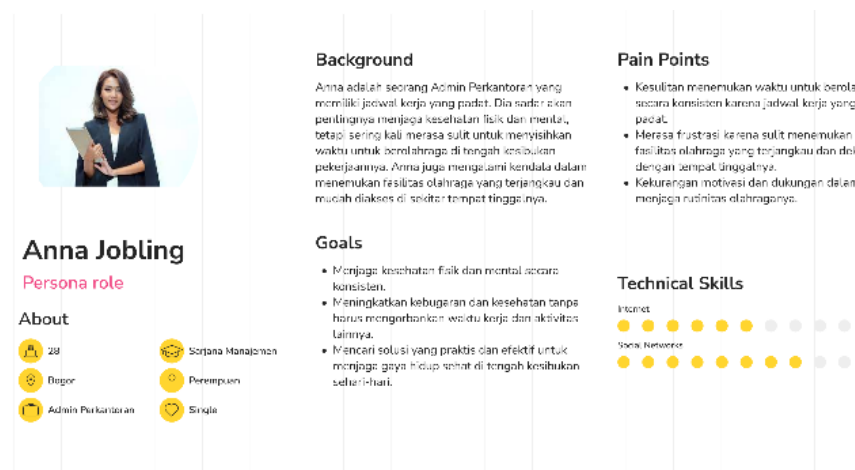 Anna Jobling
Persona role
About
28
Sarjana Manajemen
Bogor
Perempuan
Admin Perkantoran
Single
Background
Anna adalah seorang Admin Perkantoran yang
memiliki jadwal kerja yang padat. Dia sadar akan
pentingnya menjaga kesehatan fisik dan mental,
tetapi sering kali merasa sulit untuk menyisihkan
waktu untuk berolahraga di tengah kesibukan
pekerjaannya. Anna juga mengalami kendala dalam
menemukan fasilitas olahraga yang terjangkau dan
mudah diakses di sekitar tempat tinggalnya.
Goals
• Menjaga kesehatan fisik dan mental secara
konsisten.
• Meningkatkan kebugaran dan kesehatan tanpa
harus mengorbankan waktu kerja dan aktivitas
lainnya.
• Mencari solusi yang praktis dan efektif untuk
menjaga gaya hidup sehat di tengah kesibukan
sehari-hari.
Pain Points
• Kesulitan menemukan waktu untuk berola
secara konsisten karena jadwal kerja yang
padat.
• Merasa frustrasi karena sulit menemukan
fasilitas olahraga yang terjangkau dan dek
dengan tempat tinggalnya.
• Kekurangan motivasi dan dukungan dalam
menjaga rutinitas olahraganya.
Technical Skills
Internet
Social Networks